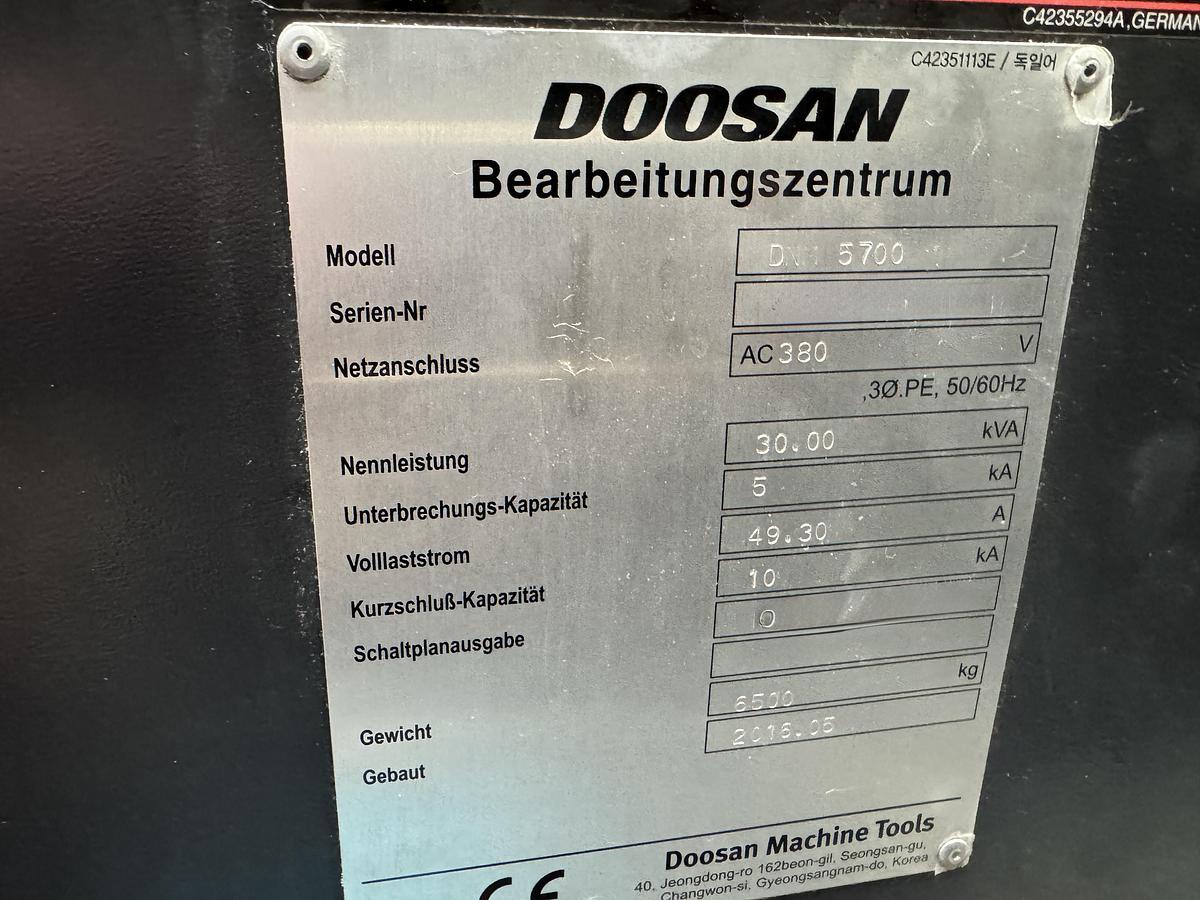 C42355294A,GERMAN
C42351113E / 독일어
DOOSAN
Bearbeitungszentrum
Modell DNM 5700
Serien-Nr
Netzanschluss AC 380 V
,3Ø.PE, 50/60Hz
Nennleistung 30.00 kVA
Unterbrechungs-Kapazität 5 kA
Volllaststrom 49.30 A
Kurzschluß-Kapazität 10 kA
Schaltplanausgabe
Gewicht 6500 kg
Gebaut 2016.05
Doosan Machine Tools
40, Jeongdong-ro 162beon-gil, Seongsan-gu,
Changwon-si, Gyeongsangnam-do, Korea
CE